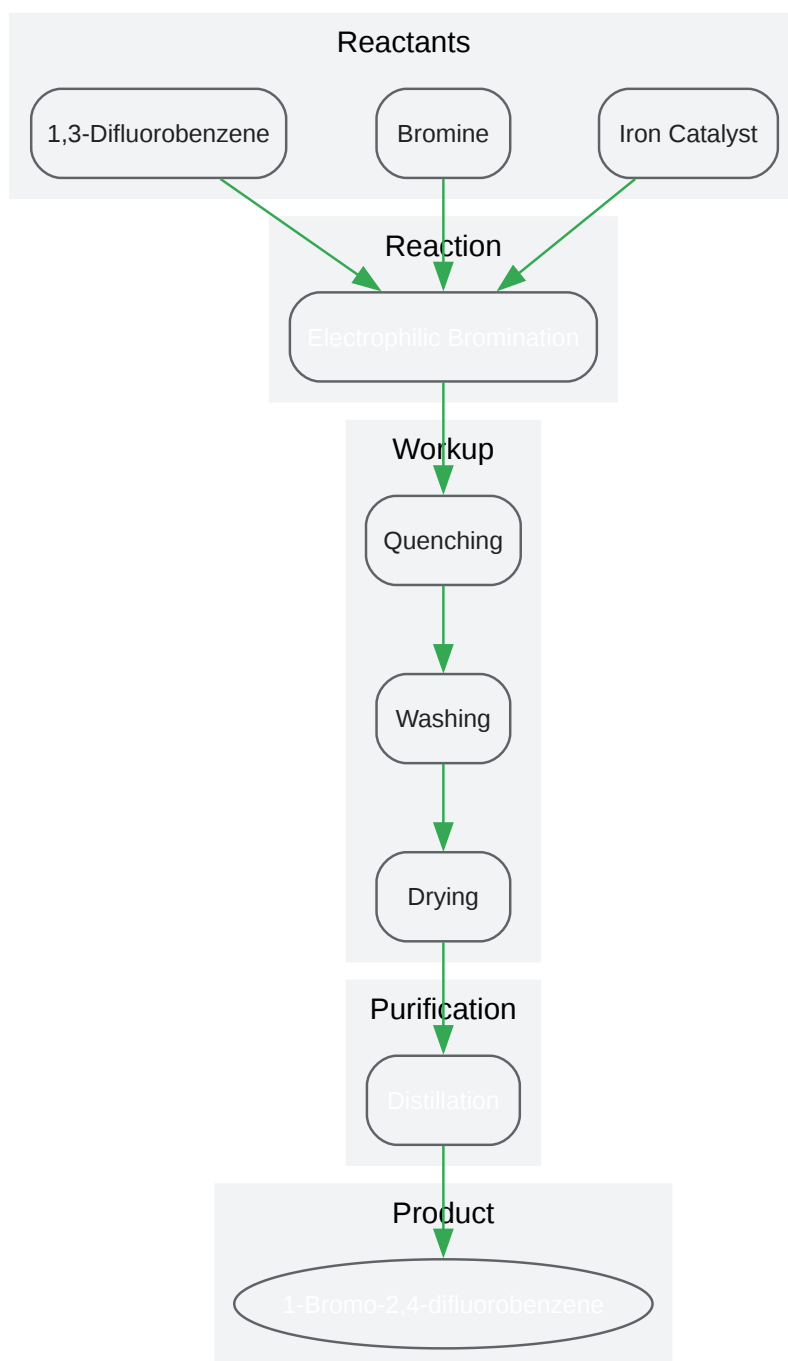 Reactants
1,3-Difluorobenzene
Bromine
Iron Catalyst
Reaction
Electrophilic Bromination
Workup
Quenching
Washing
Drying
Purification
Distillation
Product
1-Bromo-2,4-difluorobenzene